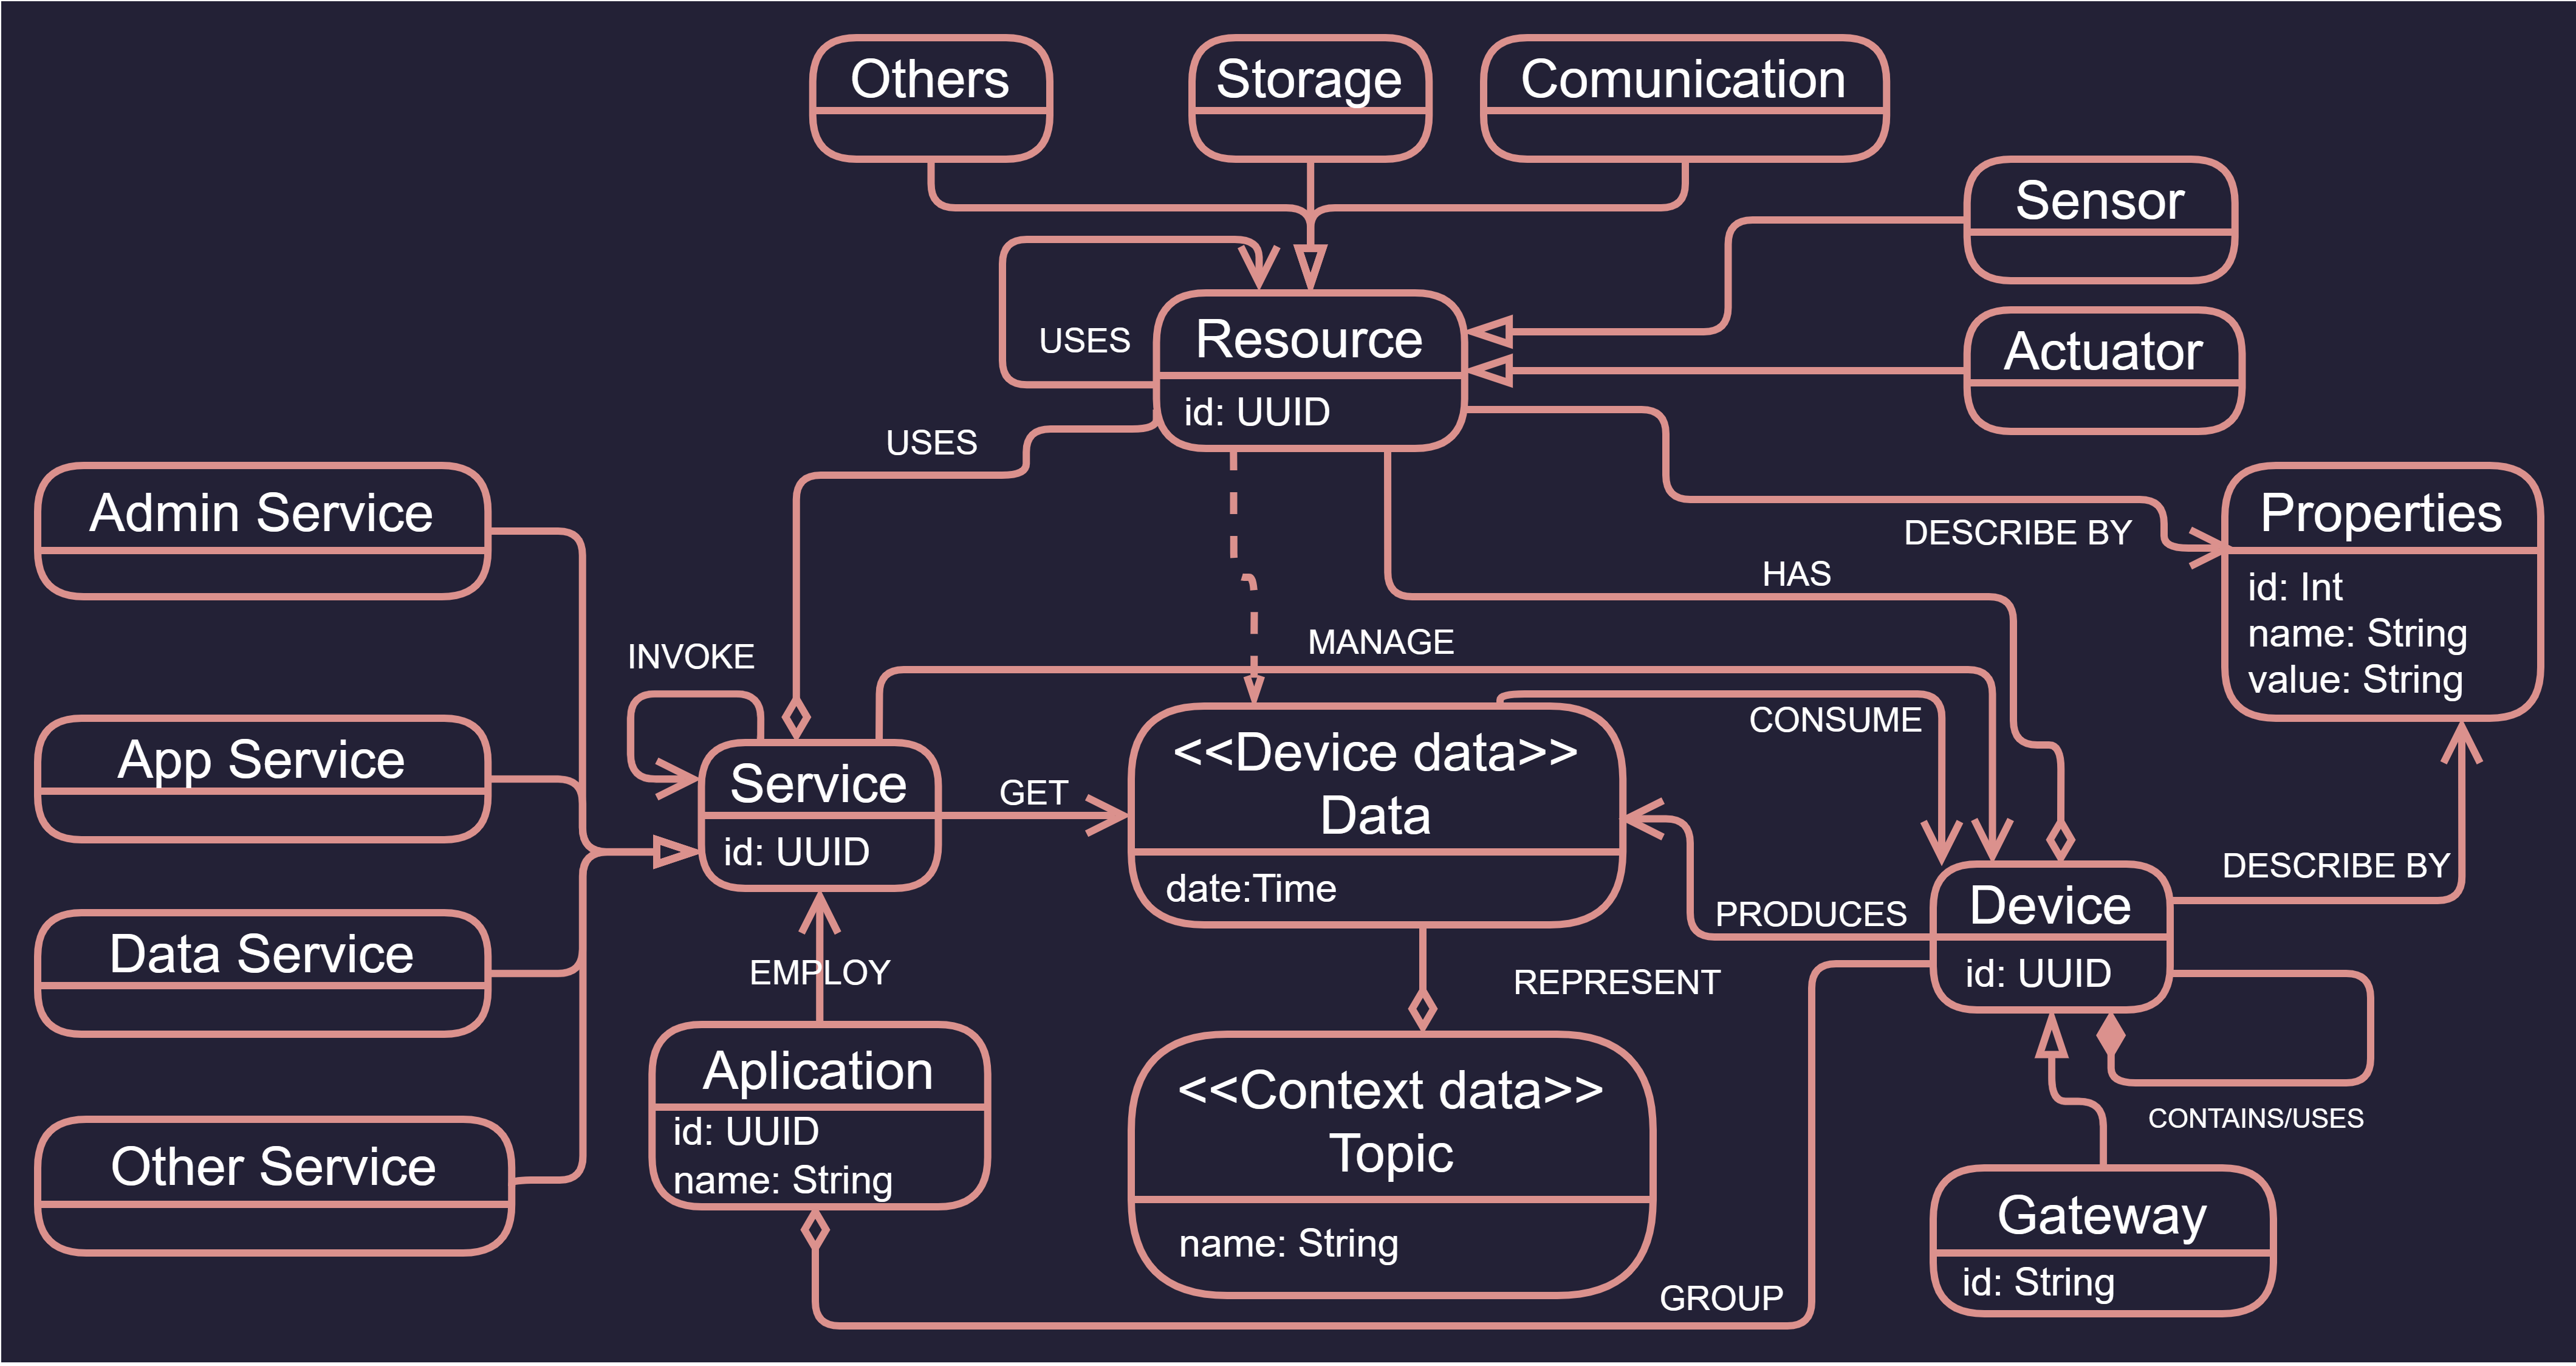 Others
Storage
Comunication
Sensor
Actuator
USES
Resource
id: UUID
USES
Admin Service
DESCRIBE BY
Properties
id: Int
name: String
value: String
HAS
MANAGE
INVOKE
App Service
Service
id: UUID
GET
<<Device data>>
Data
date:Time
CONSUME
PRODUCES
Device
id: UUID
DESCRIBE BY
Data Service
EMPLOY
REPRESENT
Aplication
id: UUID
name: String
<<Context data>>
Topic
name: String
CONTAINS/USES
Other Service
Gateway
id: String
GROUP